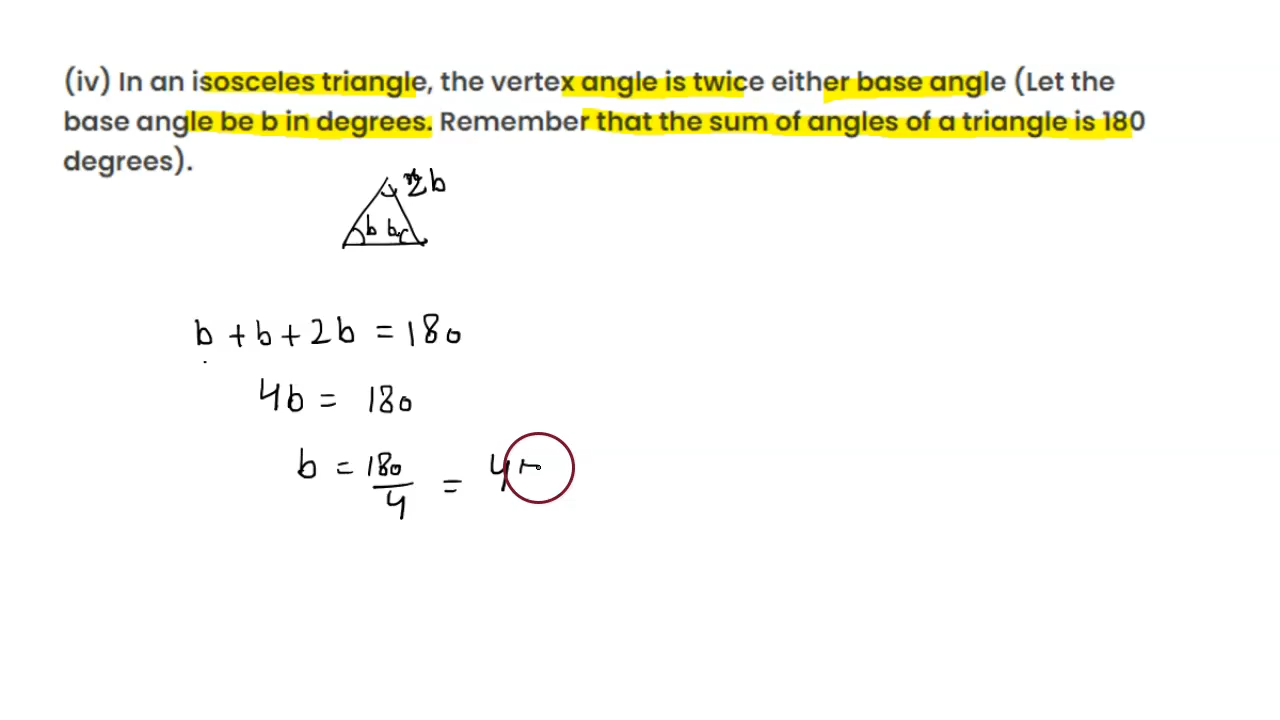 (iv) In an isosceles triangle, the vertex angle is twice either base angle (Let the
base angle be b in degrees. Remember that the sum of angles of a triangle is 180
degrees).
2b
b b
b + b + 2b = 180
4b = 180
b = 180/4 = 4